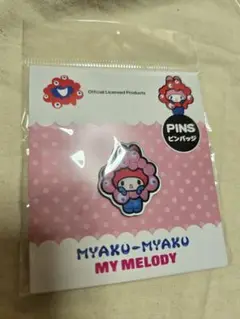 Official Licensed Products
PINS
ピンバッジ
MYAKU-MYAKU
MY MELODY